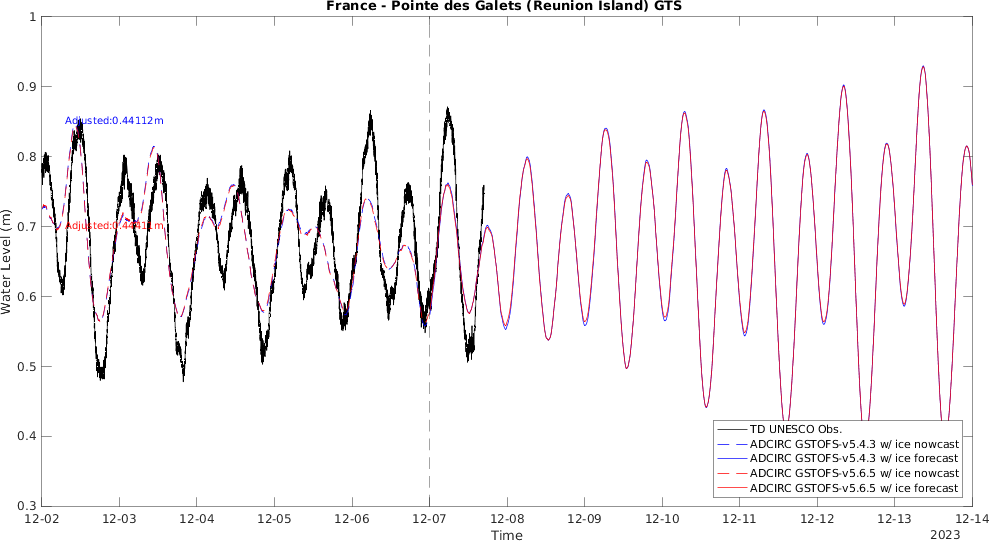 France - Pointe des Galets (Reunion Island) GTS
1
0.9
0.8
0.7
0.6
0.5
0.4
0.3
Water Level (m)
Adjusted:0.44112m
Adjusted:0.44411m
TD UNESCO Obs.
ADCIRC GSTOFS-v5.4.3 w/ ice nowcast
ADCIRC GSTOFS-v5.4.3 w/ ice forecast
ADCIRC GSTOFS-v5.6.5 w/ ice nowcast
ADCIRC GSTOFS-v5.6.5 w/ ice forecast
12-02 12-03 12-04 12-05 12-06 12-07 12-08 12-09 12-10 12-11 12-12 12-13 12-14
Time
2023